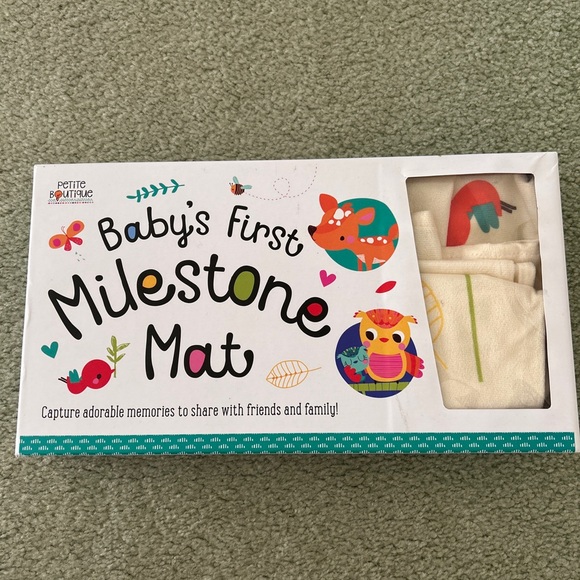 PETITE
BOUTIQUE
Baby's First
Milestone
Mat
Capture adorable memories to share with friends and family!